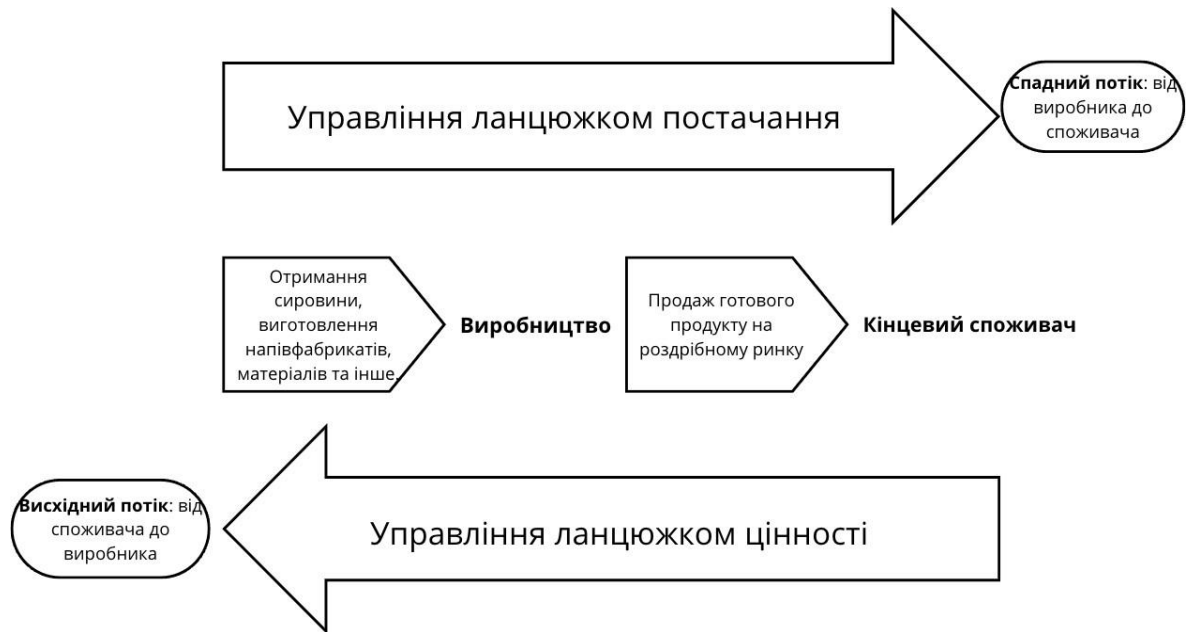 Управління ланцюжком постачання
Спадний потік: від
виробника до
споживача
Отримання
сировини,
виготовлення
напівфабрикатів,
матеріалів та інше.
Виробництво
Продаж готового
продукту на
роздрібному ринку
Кінцевий споживач
Висхідний потік: від
споживача до
виробника
Управління ланцюжком цінності